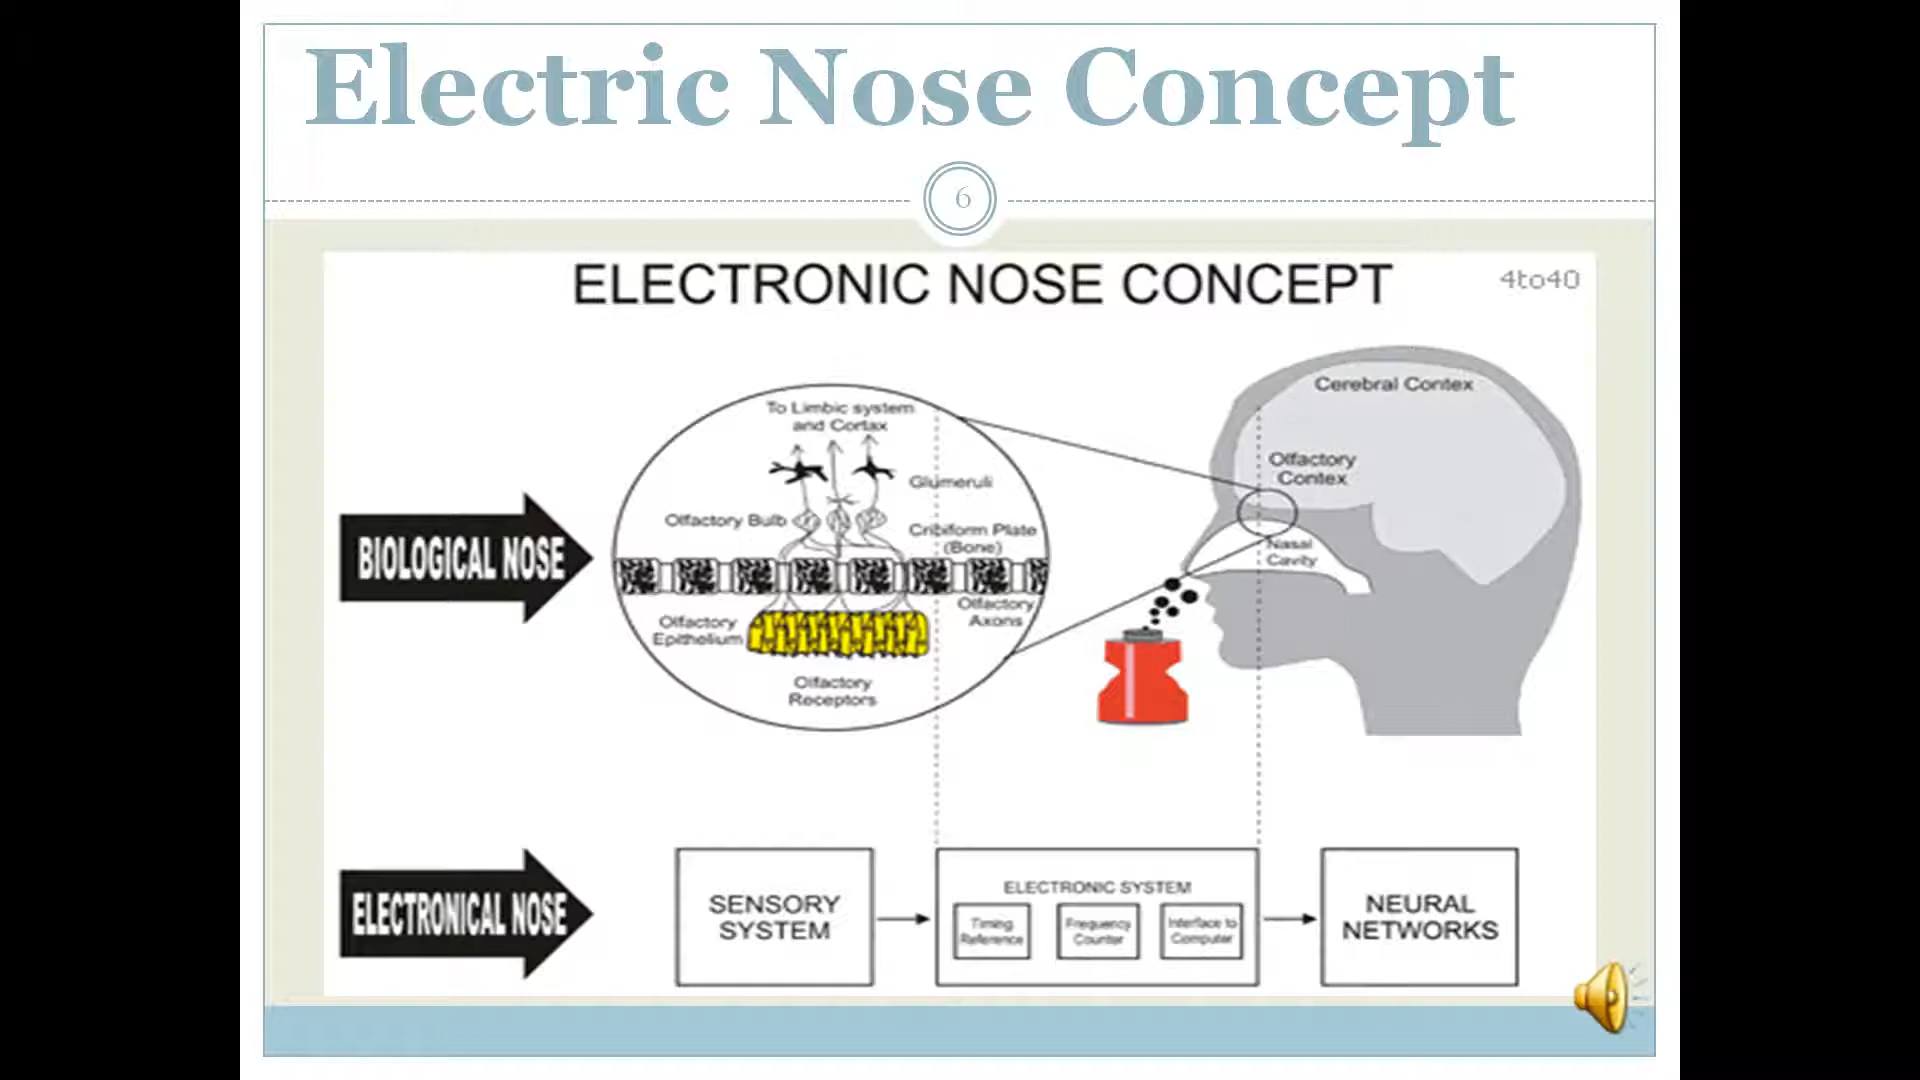 Electric Nose Concept
6
ELECTRONIC NOSE CONCEPT
4to40
To Limbic system
and Cortax
Glumeruli
Olfactory Bulb
Cribiform Plate
(Bone)
Olfactory
Axons
Olfactory
Epithelium
Olfactory
Receptors
Cerebral Contex
Olfactory
Contex
Nasal
Cavity
BIOLOGICAL NOSE
ELECTRONICAL NOSE
SENSORY
SYSTEM
ELECTRONIC SYSTEM
Timing
Reference
Frequency
Counter
Interface to
Computer
NEURAL
NETWORKS